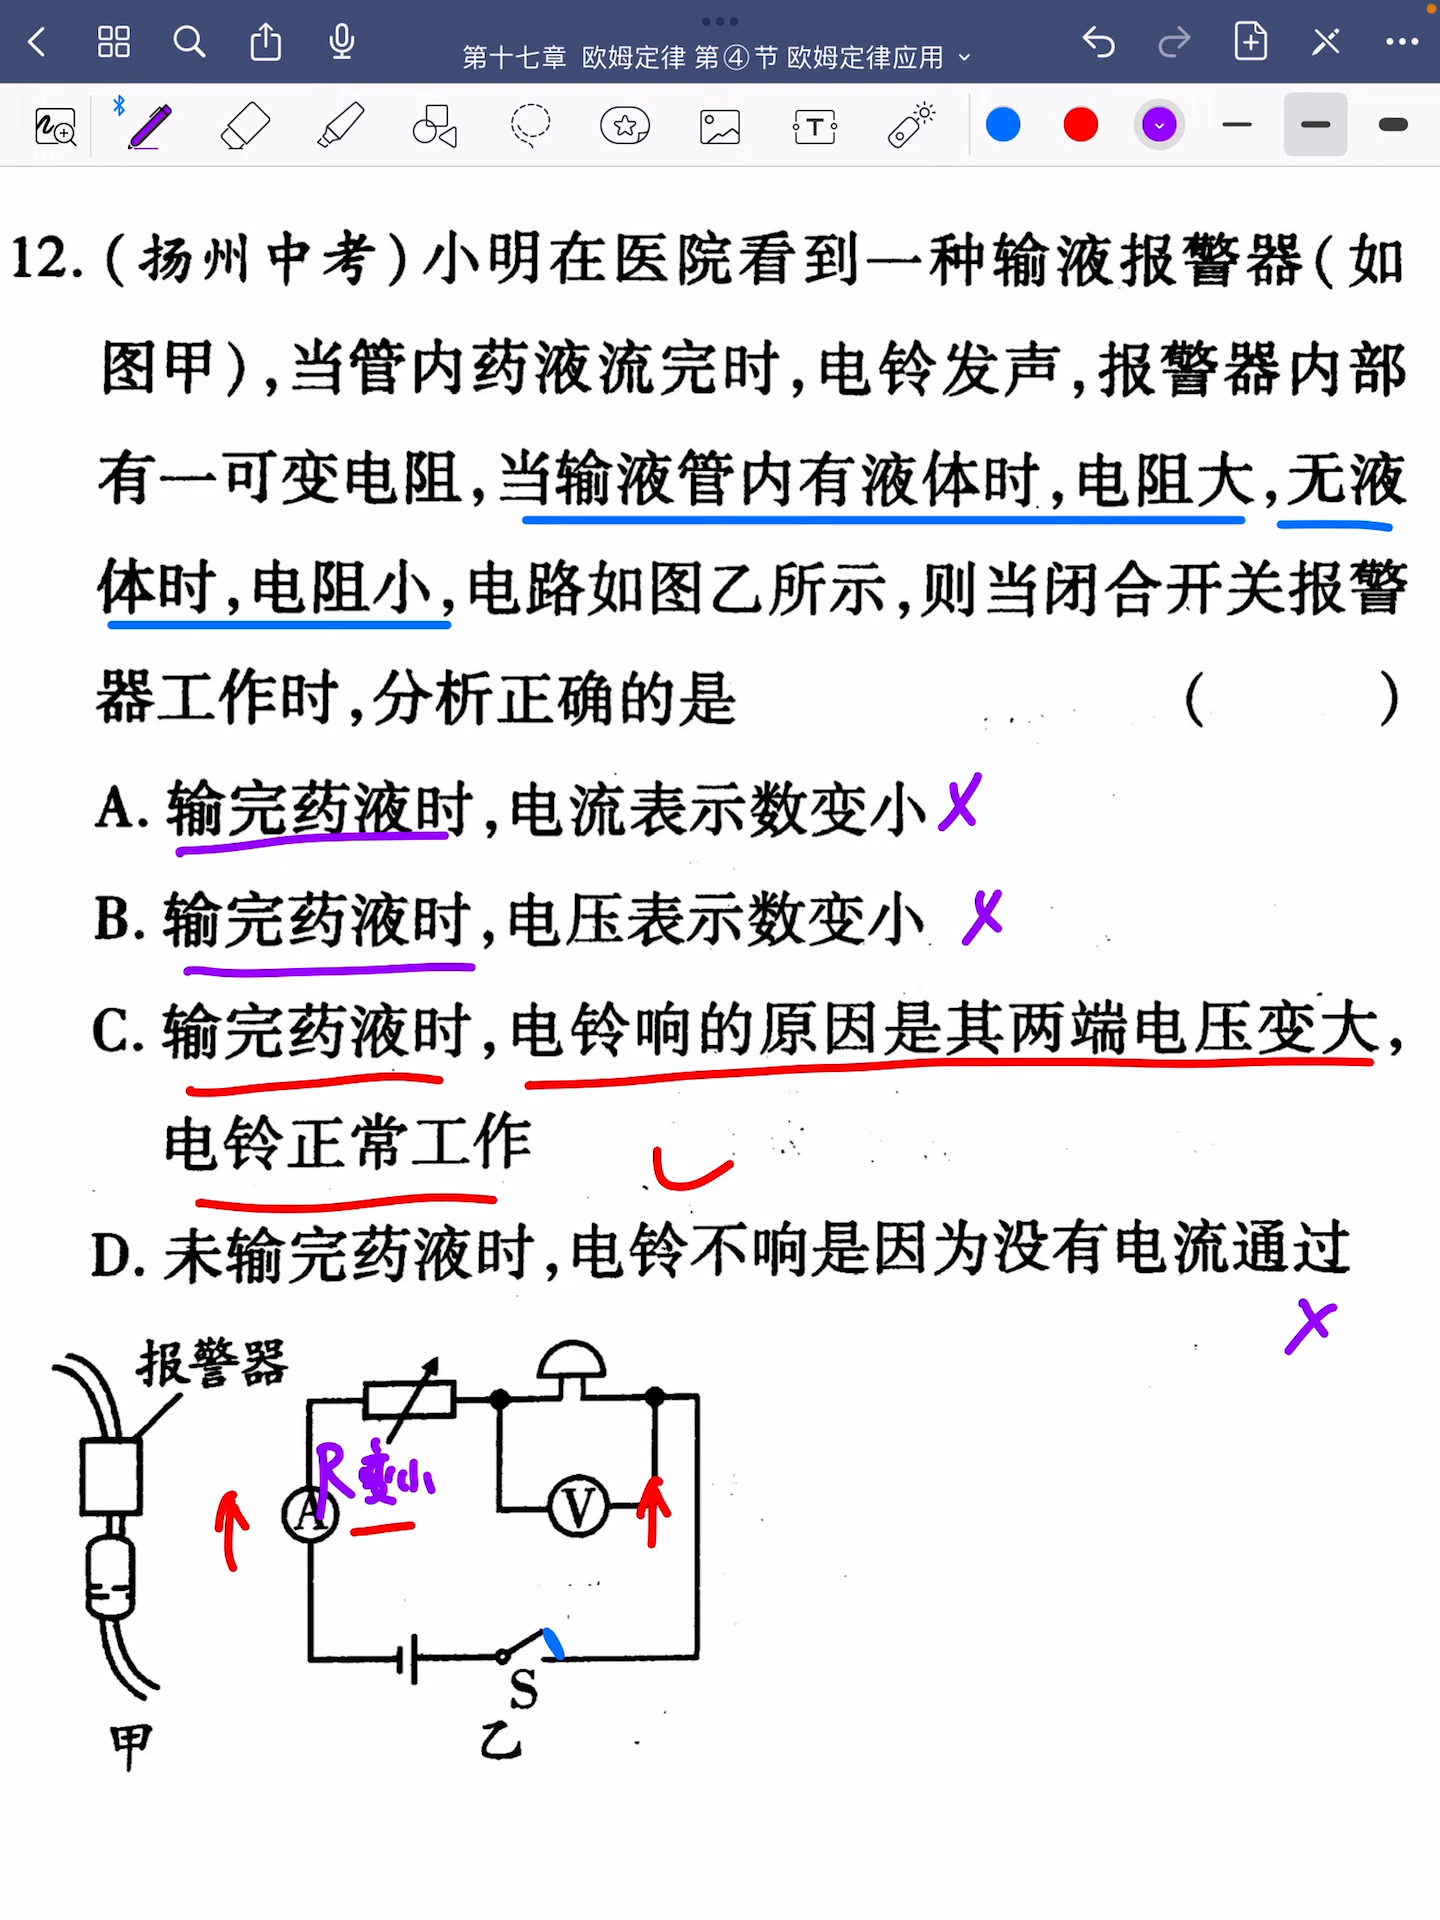 第十七章 欧姆定律 第④节 欧姆定律应用
T
12.(扬州中考)小明在医院看到一种输液报警器(如
图甲),当管内药液流完时,电铃发声,报警器内部
有一可变电阻,当输液管内有液体时,电阻大,无液
体时,电阻小,电路如图乙所示,则当闭合开关报警
器工作时,分析正确的是 ( )
A. 输完药液时,电流表示数变小
B. 输完药液时,电压表示数变小
C. 输完药液时,电铃响的原因是其两端电压变大,
电铃正常工作
D. 未输完药液时,电铃不响是因为没有电流通过
报警器
R变小
A
V
S
甲
乙